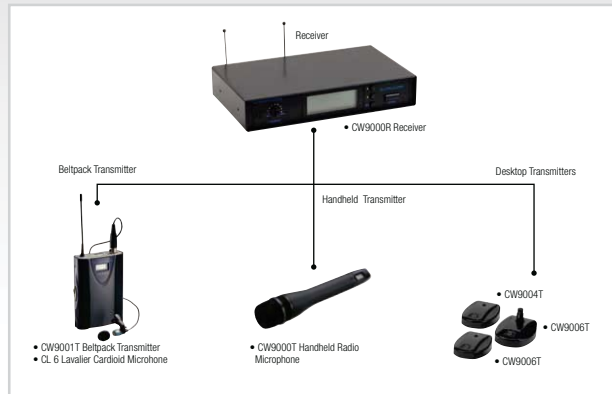 Receiver
• CW9000R Receiver
Beltpack Transmitter
Desktop Transmitters
Handheld Transmitter
• CW9004T
• CW9006T
• CW9006T
• CW9001T Beltpack Transmitter
• CL 6 Lavalier Cardioid Microhone
• CW9000T Handheld Radio
Microphone